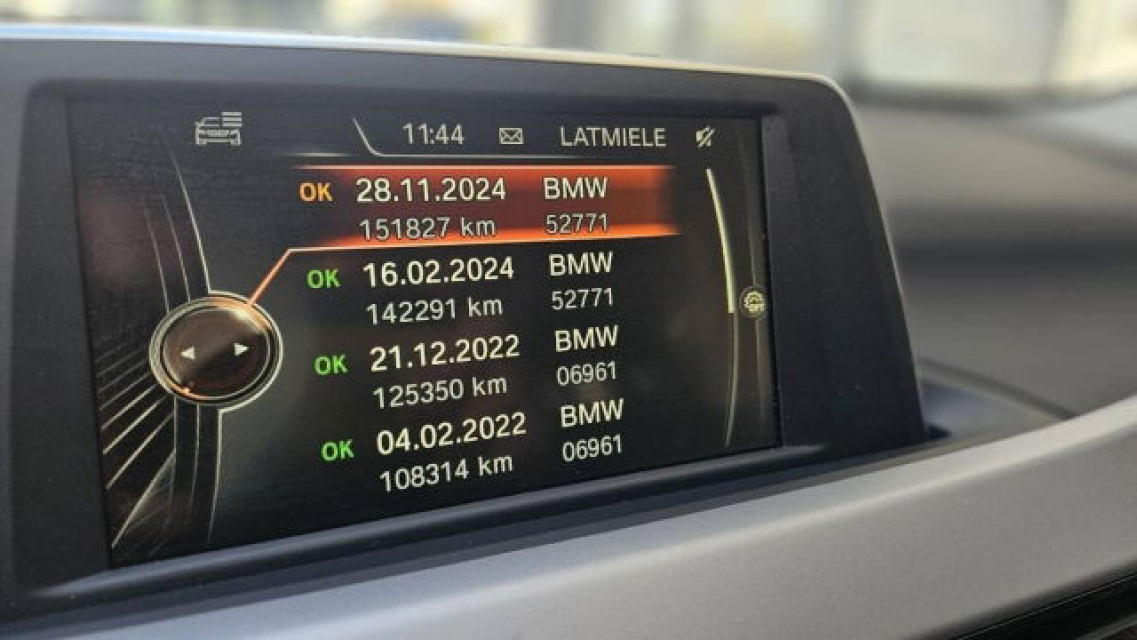 11:44 LATMIELE
OK 28.11.2024 BMW
151827 km 52771
OK 16.02.2024 BMW
142291 km 52771
OK 21.12.2022 BMW
125350 km 06961
OK 04.02.2022 BMW
108314 km 06961